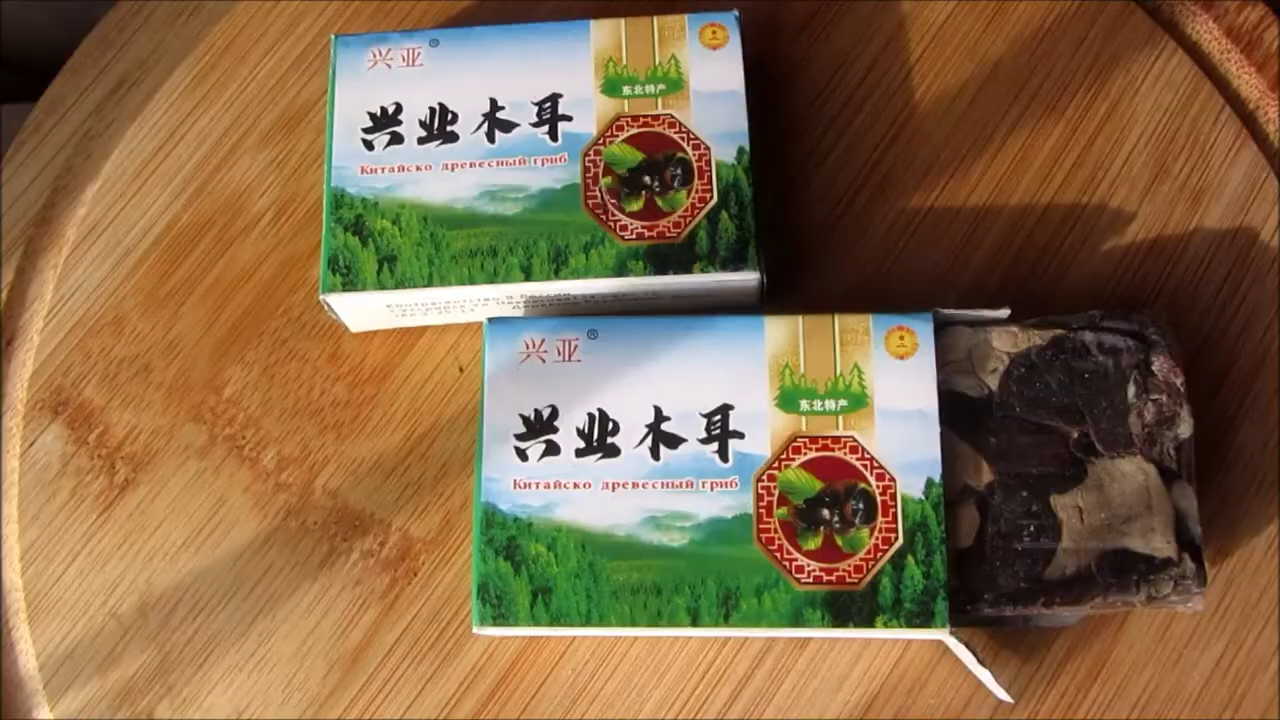 兴亚®
东北特产
兴业木耳
Китайско древесный гриб
兴亚®
东北特产
兴业木耳
Китайско древесный гриб